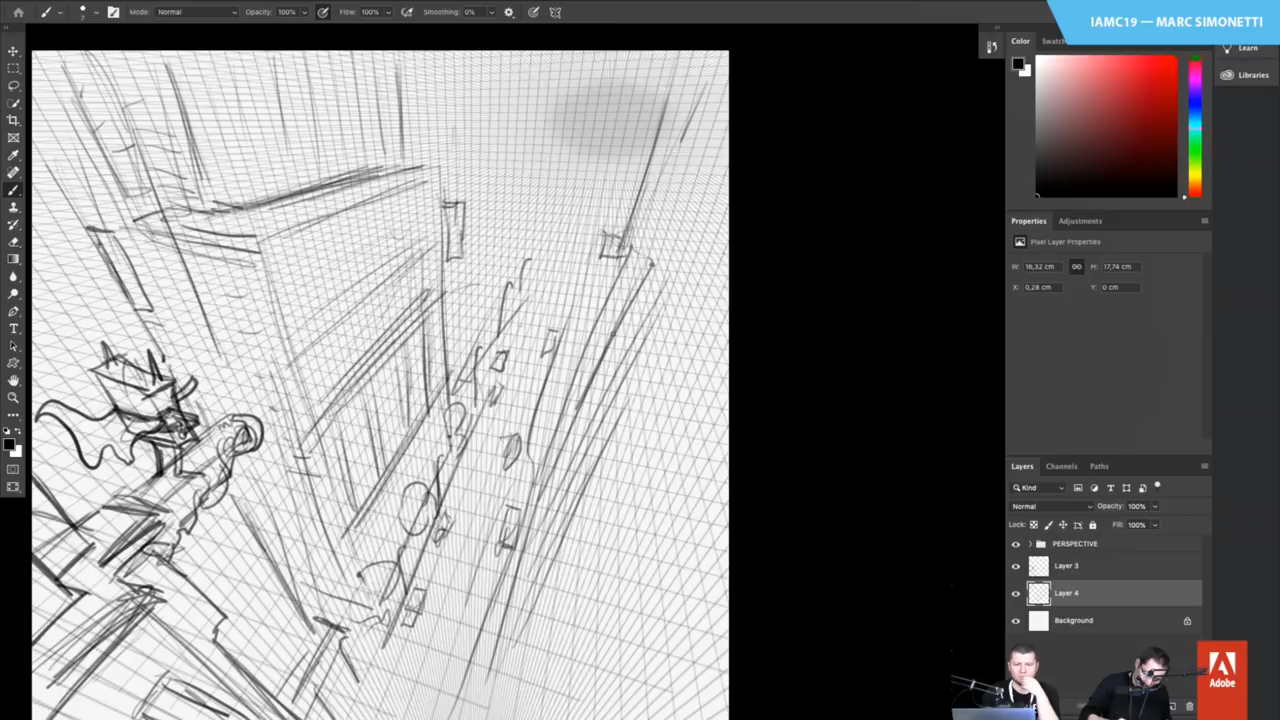 IAMC19 — MARC SIMONETTI
7
Mode: Normal
Opacity: 100%
Flow: 100%
Smoothing: 0%
Color
Swatch
Learn
Libraries
Properties
Adjustments
Pixel Layer Properties
W: 16,32 cm
H: 17,74 cm
X: 0,28 cm
Y: 0 cm
Layers
Channels
Paths
Kind
Normal
Opacity: 100%
Lock:
Fill: 100%
PERSPECTIVE
Layer 3
Layer 4
Background
Adobe